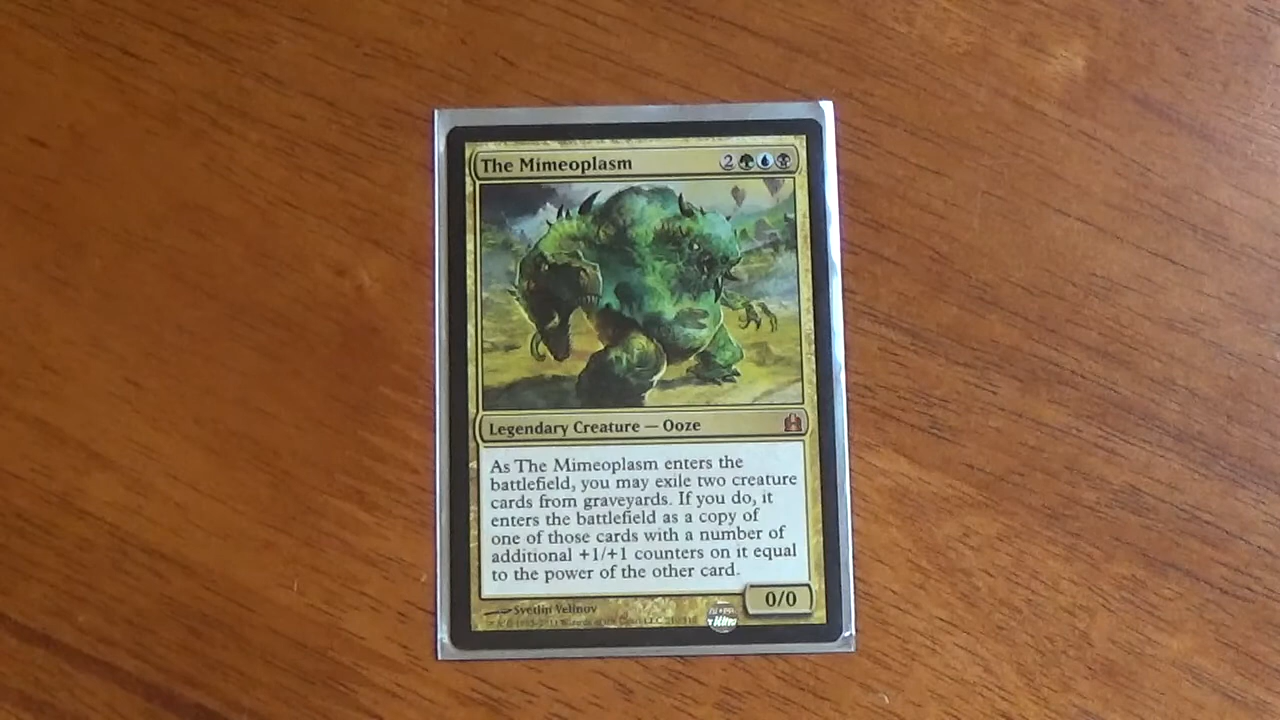 The Mimeoplasm 2
Legendary Creature — Ooze
As The Mimeoplasm enters the
battlefield, you may exile two creature
cards from graveyards. If you do, it
enters the battlefield as a copy of
one of those cards with a number of
additional +1/+1 counters on it equal
to the power of the other card.
0/0
Svetlin Velinov